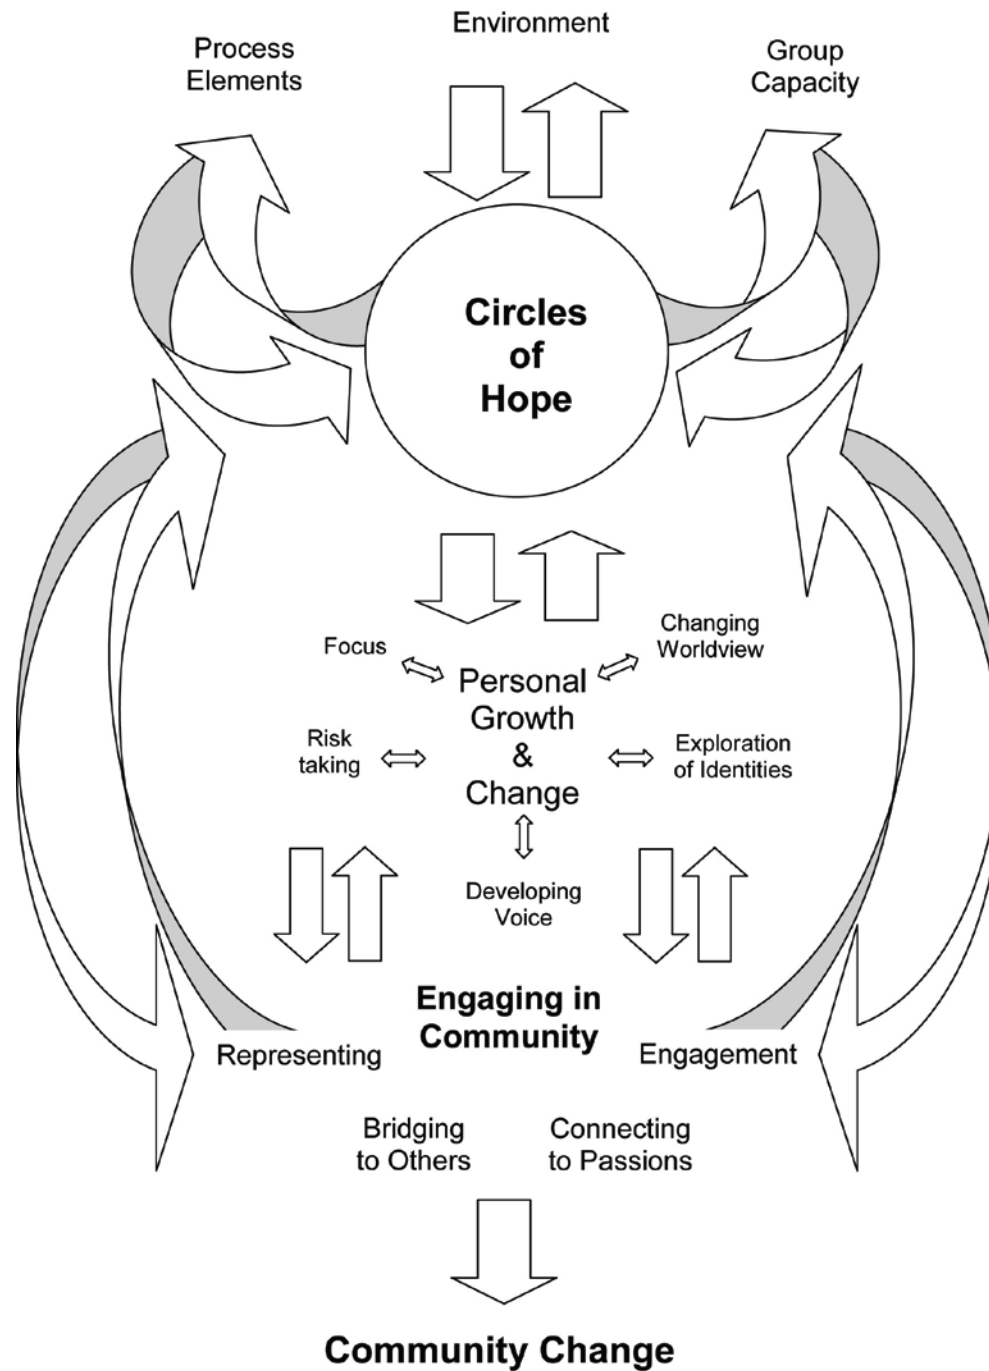 Environment
Process
Elements
Group
Capacity
Circles
of
Hope
Focus
Changing
Worldview
Personal
Growth
&
Change
Risk
taking
Exploration
of Identities
Developing
Voice
Engaging in
Community
Representing
Engagement
Bridging
to Others
Connecting
to Passions
Community Change